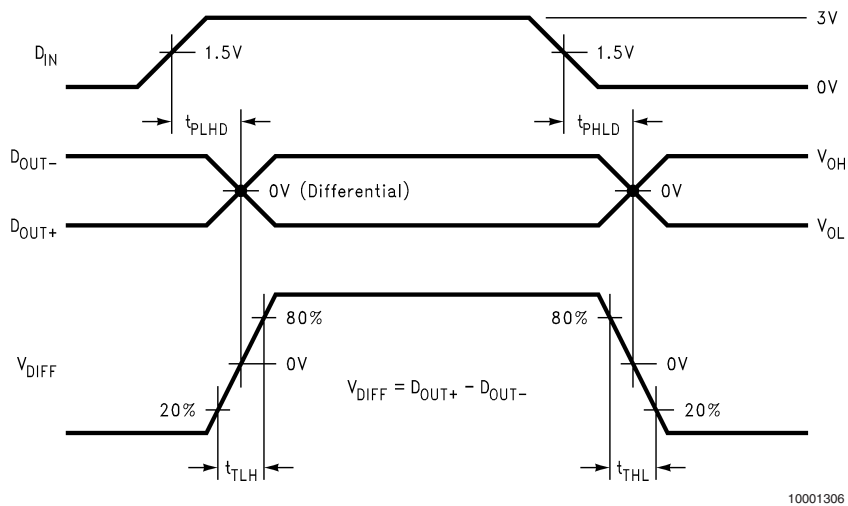 3V
D_IN
1.5V
1.5V
0V
t_PLHD
t_PHLD
D_OUT-
V_OH
0V (Differential)
0V
D_OUT+
V_OL
80%
80%
V_DIFF
0V
0V
V_DIFF = D_OUT+ - D_OUT-
20%
20%
t_TLH
t_THL
10001306